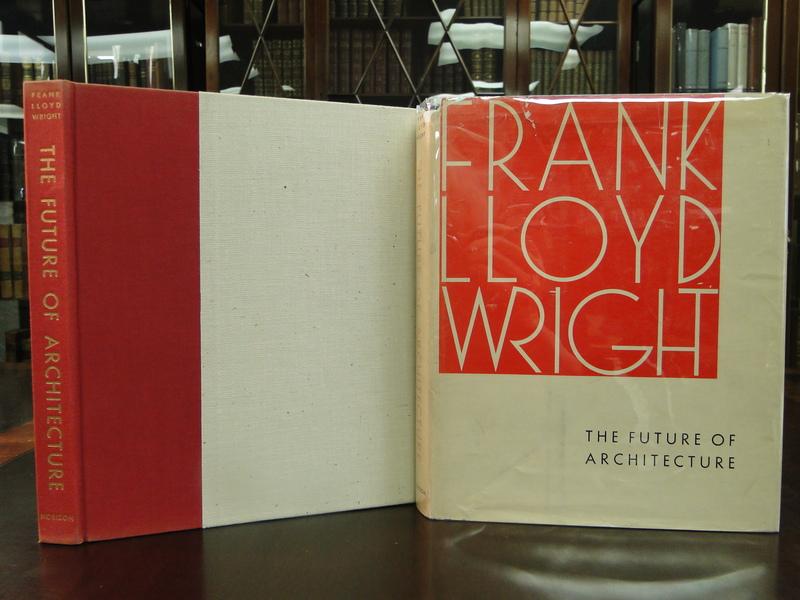 FRANK
LLOYD
WRIGHT
THE FUTURE OF ARCHITECTURE
HORIZON
FRANK
LLOYD
WRIGHT
THE FUTURE OF
ARCHITECTURE